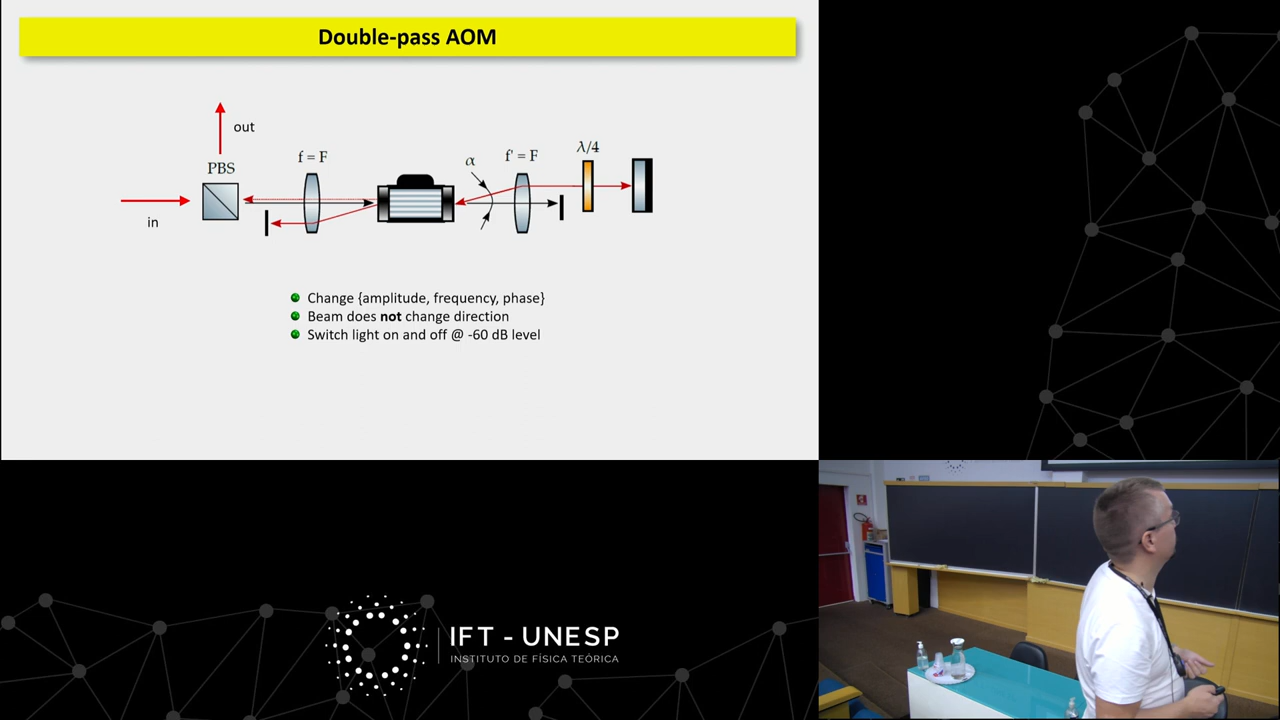 Double-pass AOM
out
PBS
f = F
α
f' = F
λ/4
in
Change {amplitude, frequency, phase}
Beam does not change direction
Switch light on and off @ -60 dB level
IFT - UNESP
INSTITUTO DE FÍSICA TEÓRICA